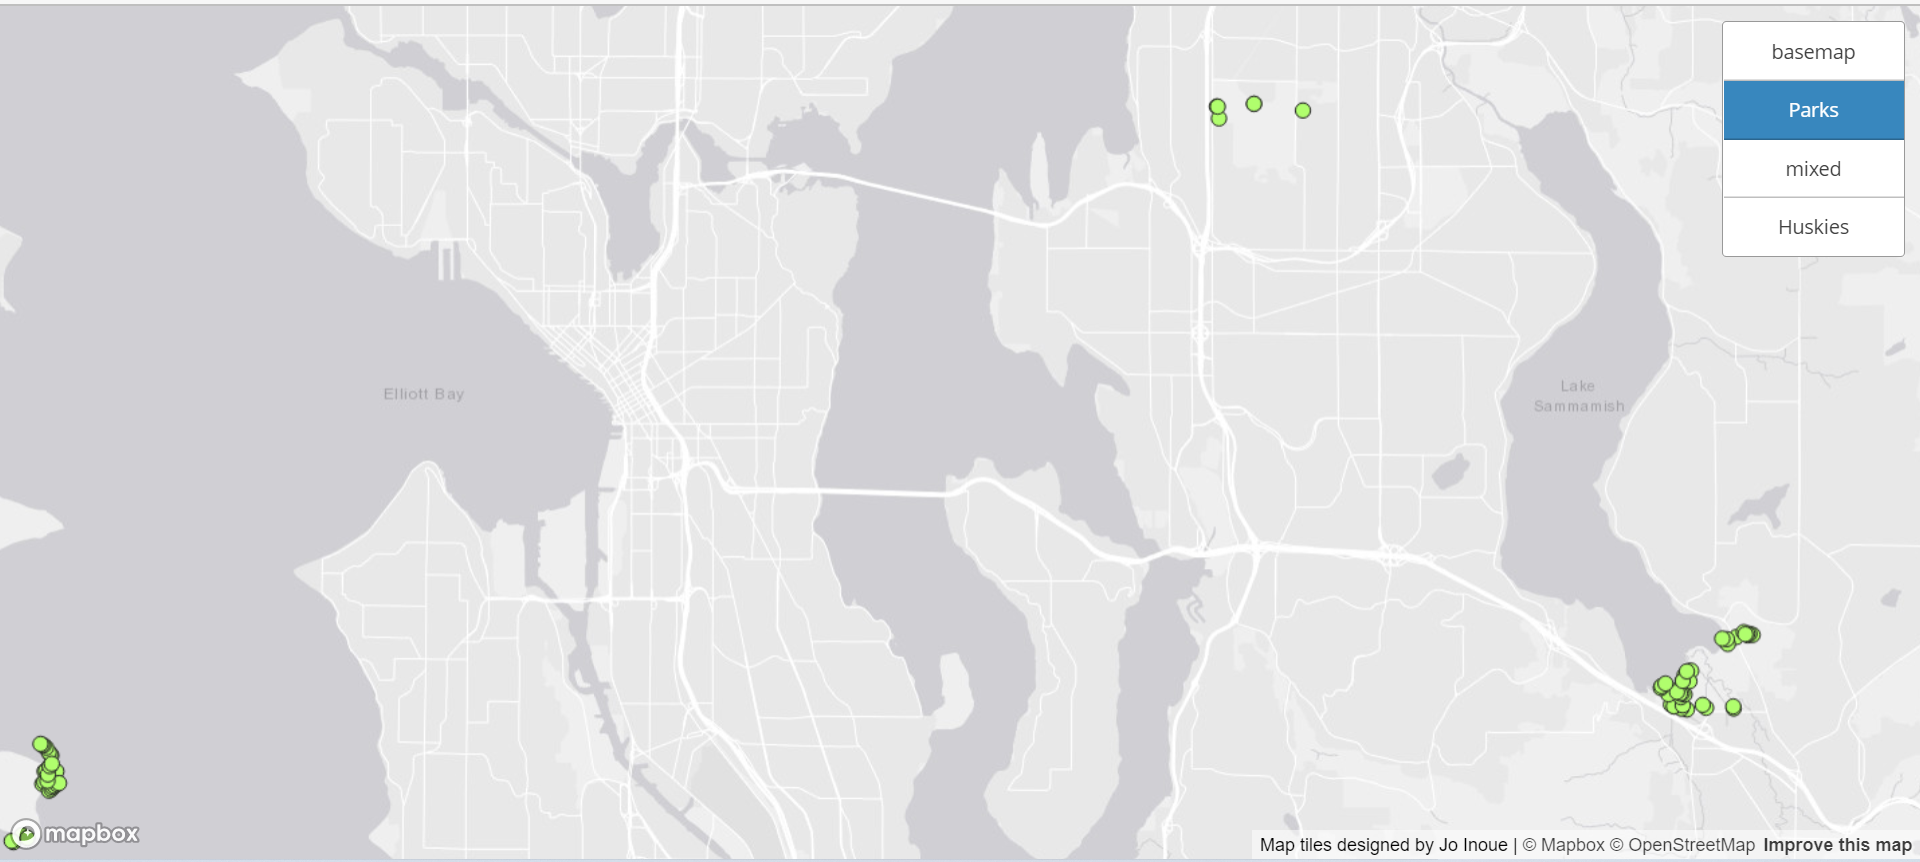 basemap
Parks
mixed
Huskies
Elliott Bay
Lake
Sammamish
mapbox
Map tiles designed by Jo Inoue | © Mapbox © OpenStreetMap Improve this map